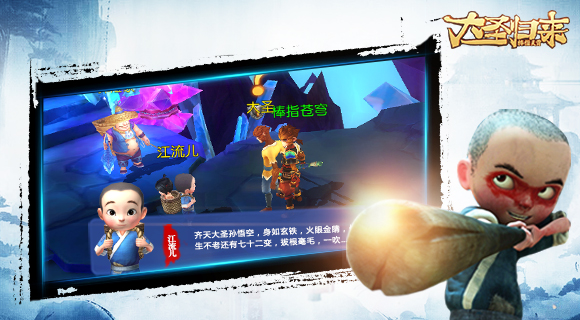 大圣归来
大圣
棒指苍穹
江流儿
江流儿
齐天大圣孙悟空，身如玄铁，火眼金睛，
生不老还有七十二变，拔根毫毛，一吹...